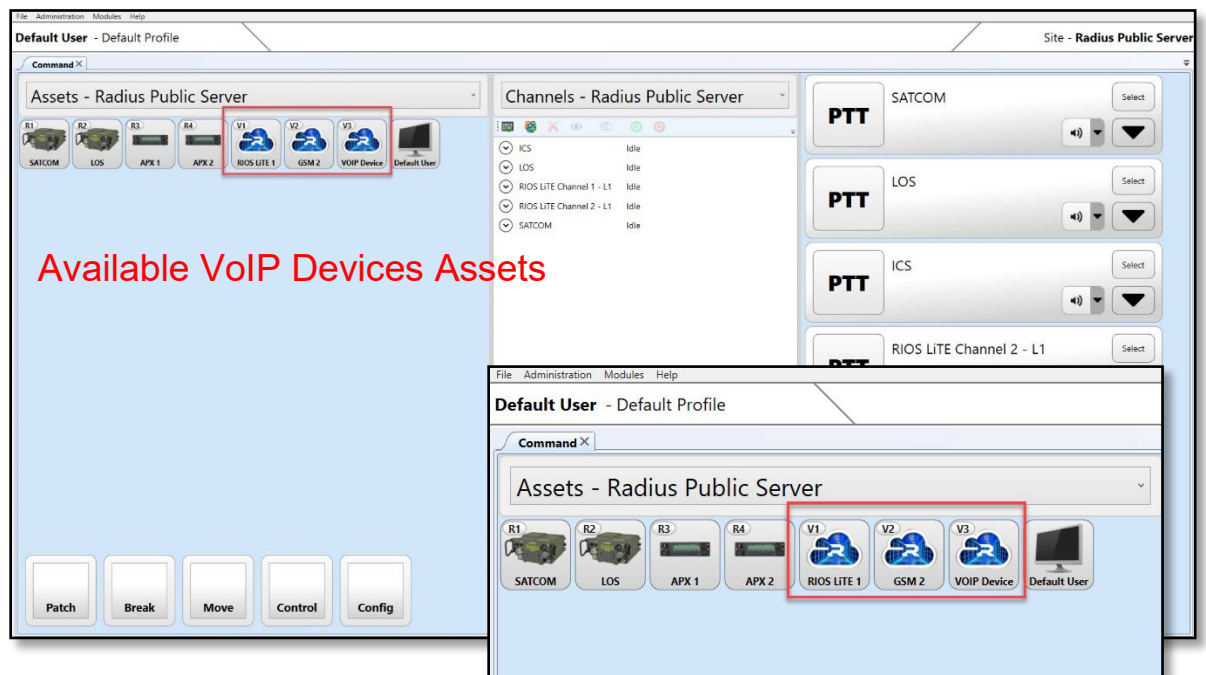 File Administration Modules Help
Default User - Default Profile
Site - Radius Public Server
Command
Assets - Radius Public Server
R1 R2 R3 R4 V1 V2 V3
SATCOM LOS APX 1 APX 2 RIOS LiTE 1 GSM 2 VOIP Device Default User
Available VoIP Devices Assets
Patch Break Move Control Config
Channels - Radius Public Server
ICS Idle
LOS Idle
RIOS LiTE Channel 1 - L1 Idle
RIOS LiTE Channel 2 - L1 Idle
SATCOM Idle
PTT SATCOM Select
PTT LOS Select
PTT ICS Select
PTT RIOS LiTE Channel 2 - L1 Select
File Administration Modules Help
Default User - Default Profile
Command
Assets - Radius Public Server
R1 R2 R3 R4 V1 V2 V3
SATCOM LOS APX 1 APX 2 RIOS LiTE 1 GSM 2 VOIP Device Default User